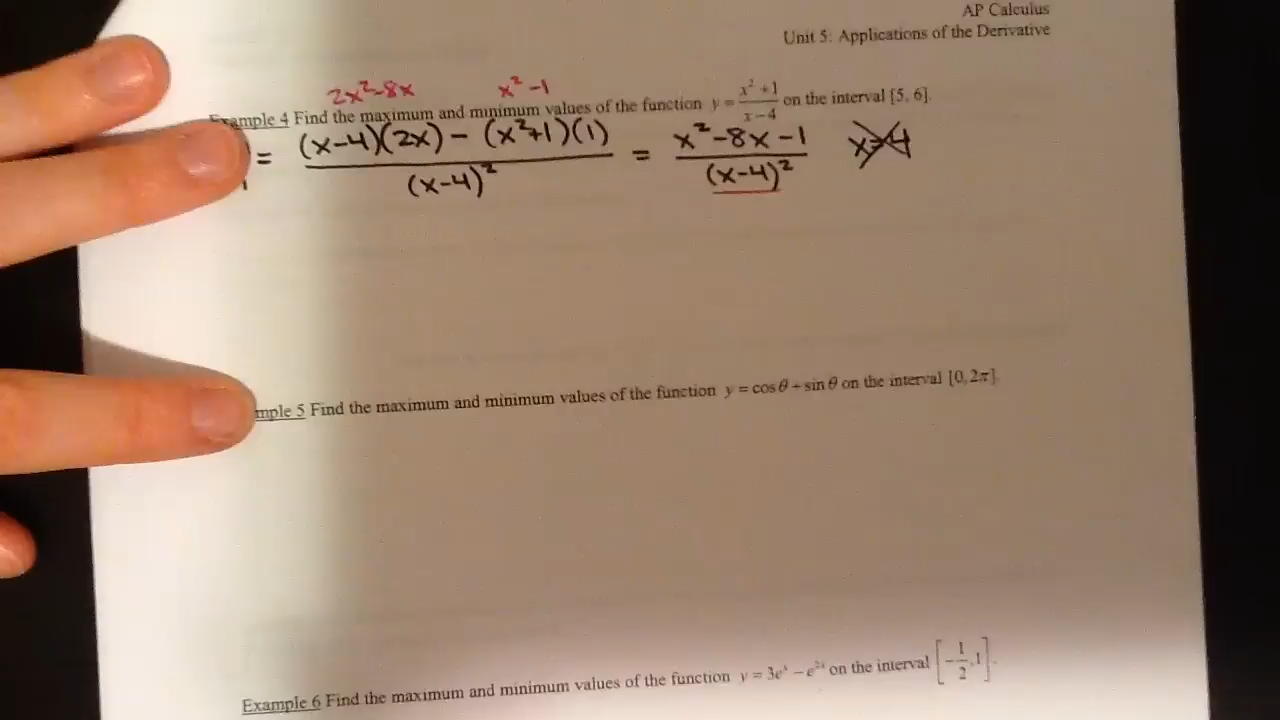 AP Calculus
Unit 5: Applications of the Derivative
2x²-8x x²-1
Example 4 Find the maximum and minimum values of the function y = (x²+1)/(x-4) on the interval [5, 6].
= ((x-4)(2x) - (x²+1)(1))/(x-4)² = (x²-8x-1)/(x-4)² x=4
mple 5 Find the maximum and minimum values of the function y = cos θ + sin θ on the interval [0, 2π].
Example 6 Find the maximum and minimum values of the function y = 3eˣ - e²ˣ on the interval [-1/2, 1].